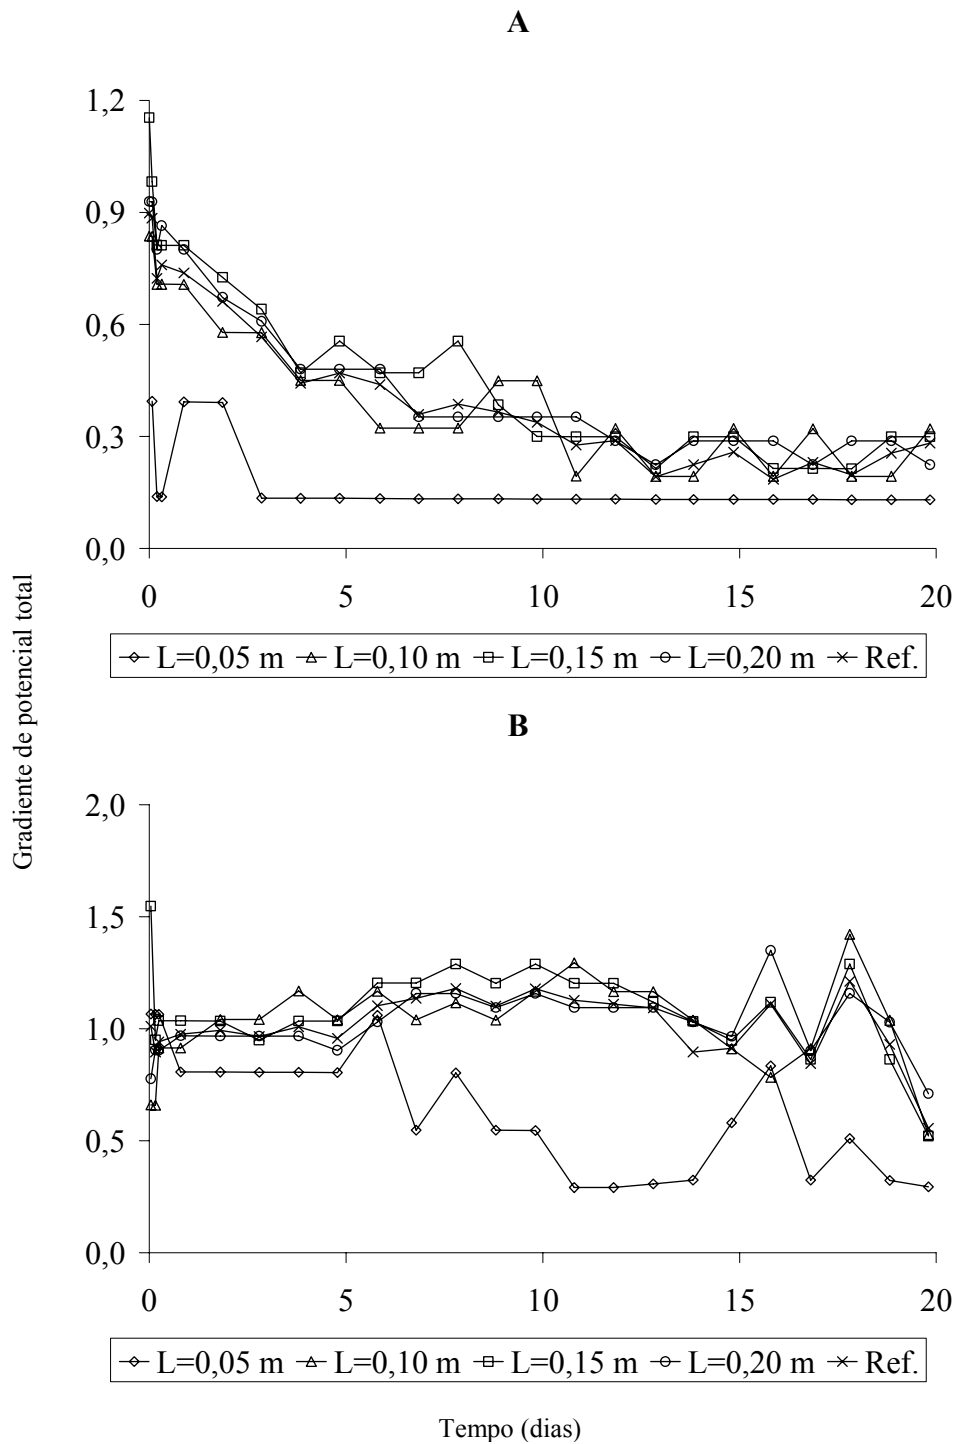 A
1,2
0,9
0,6
0,3
0,0
0 5 10 15 20
L=0,05 m L=0,10 m L=0,15 m L=0,20 m Ref.
Gradiente de potencial total
B
2,0
1,5
1,0
0,5
0,0
0 5 10 15 20
L=0,05 m L=0,10 m L=0,15 m L=0,20 m Ref.
Tempo (dias)